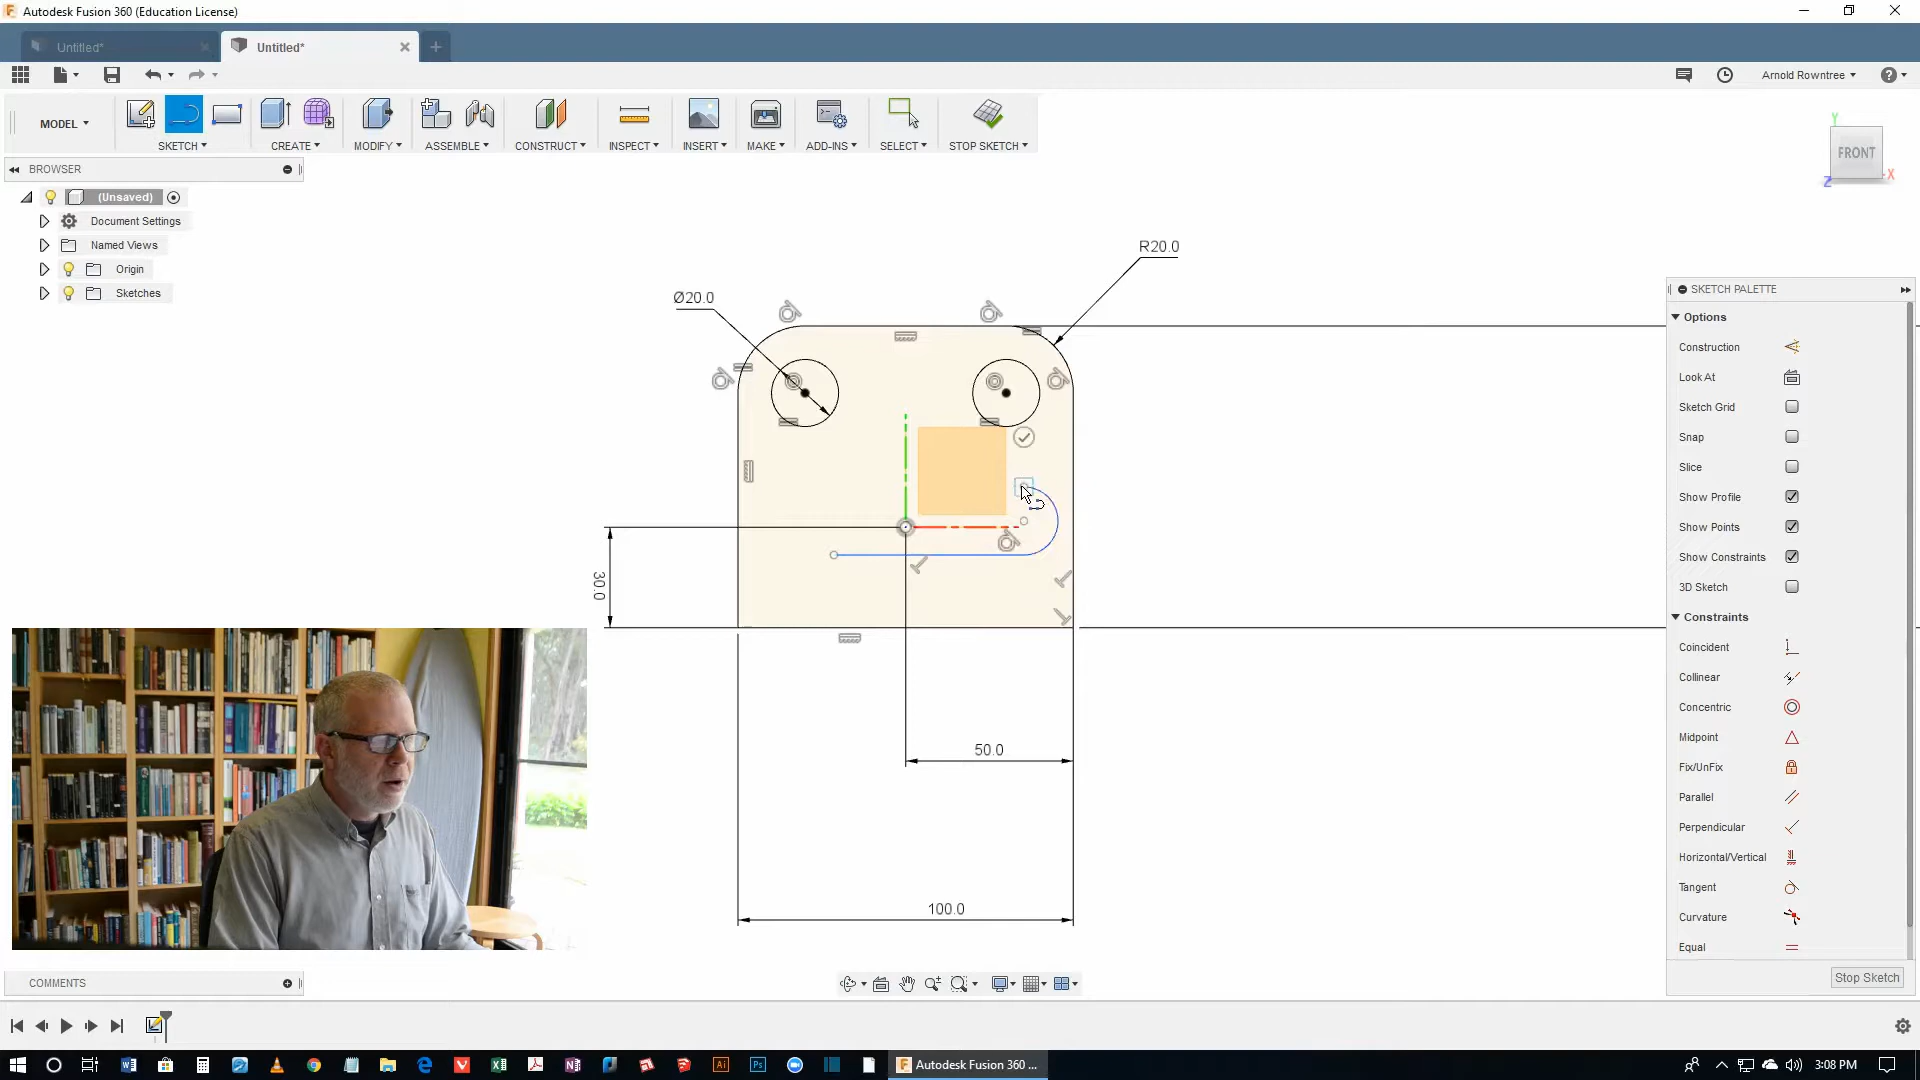 Autodesk Fusion 360 (Education License)
Untitled*
Untitled*
Arnold Rowntree
MODEL
SKETCH
CREATE
MODIFY
ASSEMBLE
CONSTRUCT
INSPECT
INSERT
MAKE
ADD-INS
SELECT
STOP SKETCH
BROWSER
(Unsaved)
Document Settings
Named Views
Origin
Sketches
Y
FRONT
X
Z
R20.0
Ø20.0
30.0
50.0
100.0
SKETCH PALETTE
Options
Construction
Look At
Sketch Grid
Snap
Slice
Show Profile
Show Points
Show Constraints
3D Sketch
Constraints
Coincident
Collinear
Concentric
Midpoint
Fix/UnFix
Parallel
Perpendicular
Horizontal/Vertical
Tangent
Curvature
Equal
Stop Sketch
COMMENTS
Autodesk Fusion 360 ...
3:08 PM